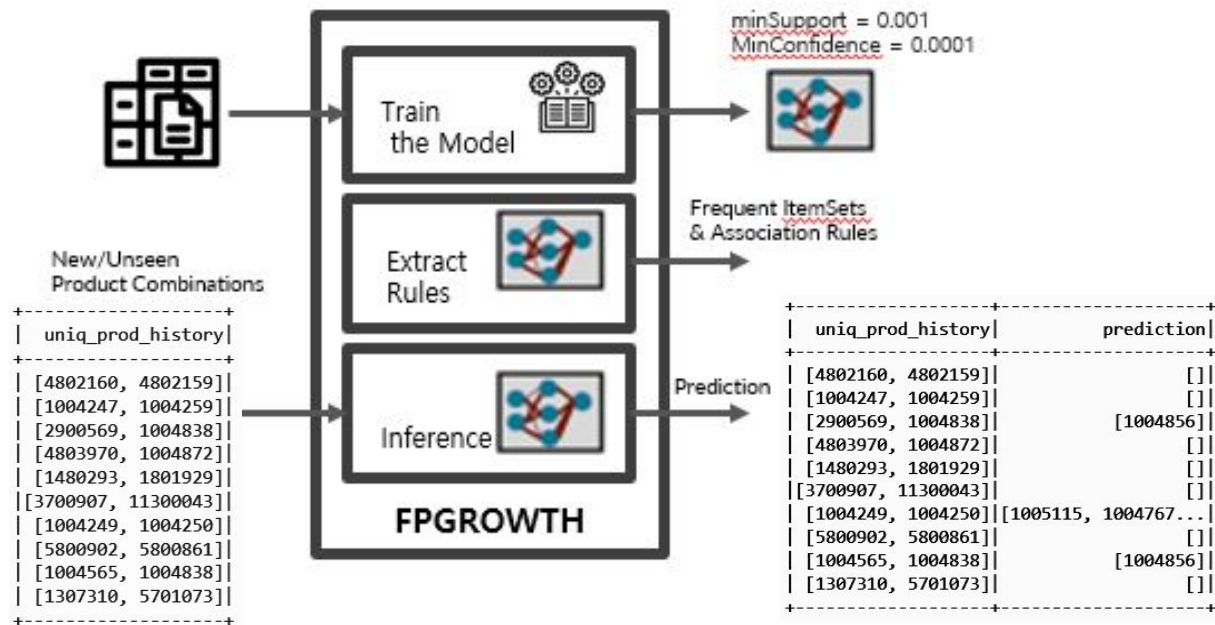 minSupport = 0.001
MinConfidence = 0.0001
Train
the Model
Frequent ItemSets
& Association Rules
Extract
Rules
New/Unseen
Product Combinations
+-------------------+
| uniq_prod_history|
+-------------------+
| [4802160, 4802159]|
| [1004247, 1004259]|
| [2900569, 1004838]|
| [4803970, 1004872]|
| [1480293, 1801929]|
|[3700907, 11300043]|
| [1004249, 1004250]|
| [5800902, 5800861]|
| [1004565, 1004838]|
| [1307310, 5701073]|
+-------------------+
Inference
FPGROWTH
Prediction
+-------------------+--------------------+
| uniq_prod_history| prediction|
+-------------------+--------------------+
| [4802160, 4802159]| []|
| [1004247, 1004259]| []|
| [2900569, 1004838]| [1004856]|
| [4803970, 1004872]| []|
| [1480293, 1801929]| []|
|[3700907, 11300043]| []|
| [1004249, 1004250]|[1005115, 1004767...|
| [5800902, 5800861]| []|
| [1004565, 1004838]| [1004856]|
| [1307310, 5701073]| []|
+-------------------+--------------------+